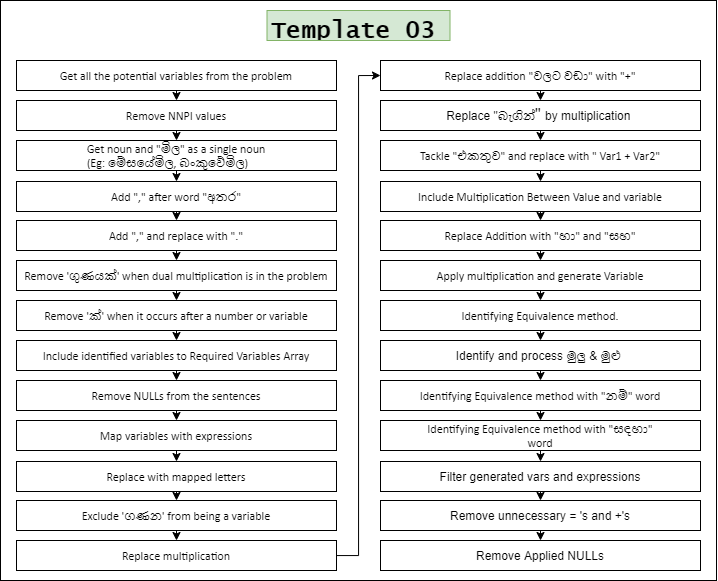 Template 03
Get all the potential variables from the problem
Remove NNPI values
Get noun and "මිල" as a single noun
(Eg: මේසයේමිල, බංකුවේමිල)
Add "," after word "අතර"
Add "," and replace with "."
Remove 'ගුණයක්' when dual multiplication is in the problem
Remove 'ක්' when it occurs after a number or variable
Include identified variables to Required Variables Array
Remove NULLs from the sentences
Map variables with expressions
Replace with mapped letters
Exclude 'ගණන' from being a variable
Replace multiplication
Replace addition "වලට වඩා" with "+"
Replace "බැගින්" by multiplication
Tackle "එකතුව" and replace with " Var1 + Var2"
Include Multiplication Between Value and variable
Replace Addition with "හා" and "සහ"
Apply multiplication and generate Variable
Identifying Equivalence method.
Identify and process මුලු & මුළු
Identifying Equivalence method with "නම්" word
Identifying Equivalence method with "සඳහා"
word
Filter generated vars and expressions
Remove unnecessary = 's and +'s
Remove Applied NULLs